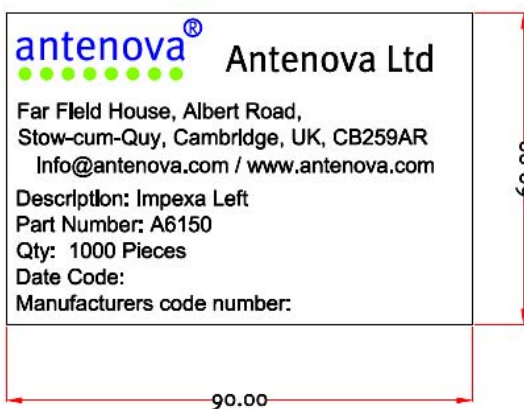 antenova®
Antenova Ltd
Far Field House, Albert Road,
Stow-cum-Quy, Cambridge, UK, CB259AR
Info@antenova.com / www.antenova.com
Description: Impexa Left
Part Number: A6150
Qty: 1000 Pieces
Date Code:
Manufacturers code number:
90.00